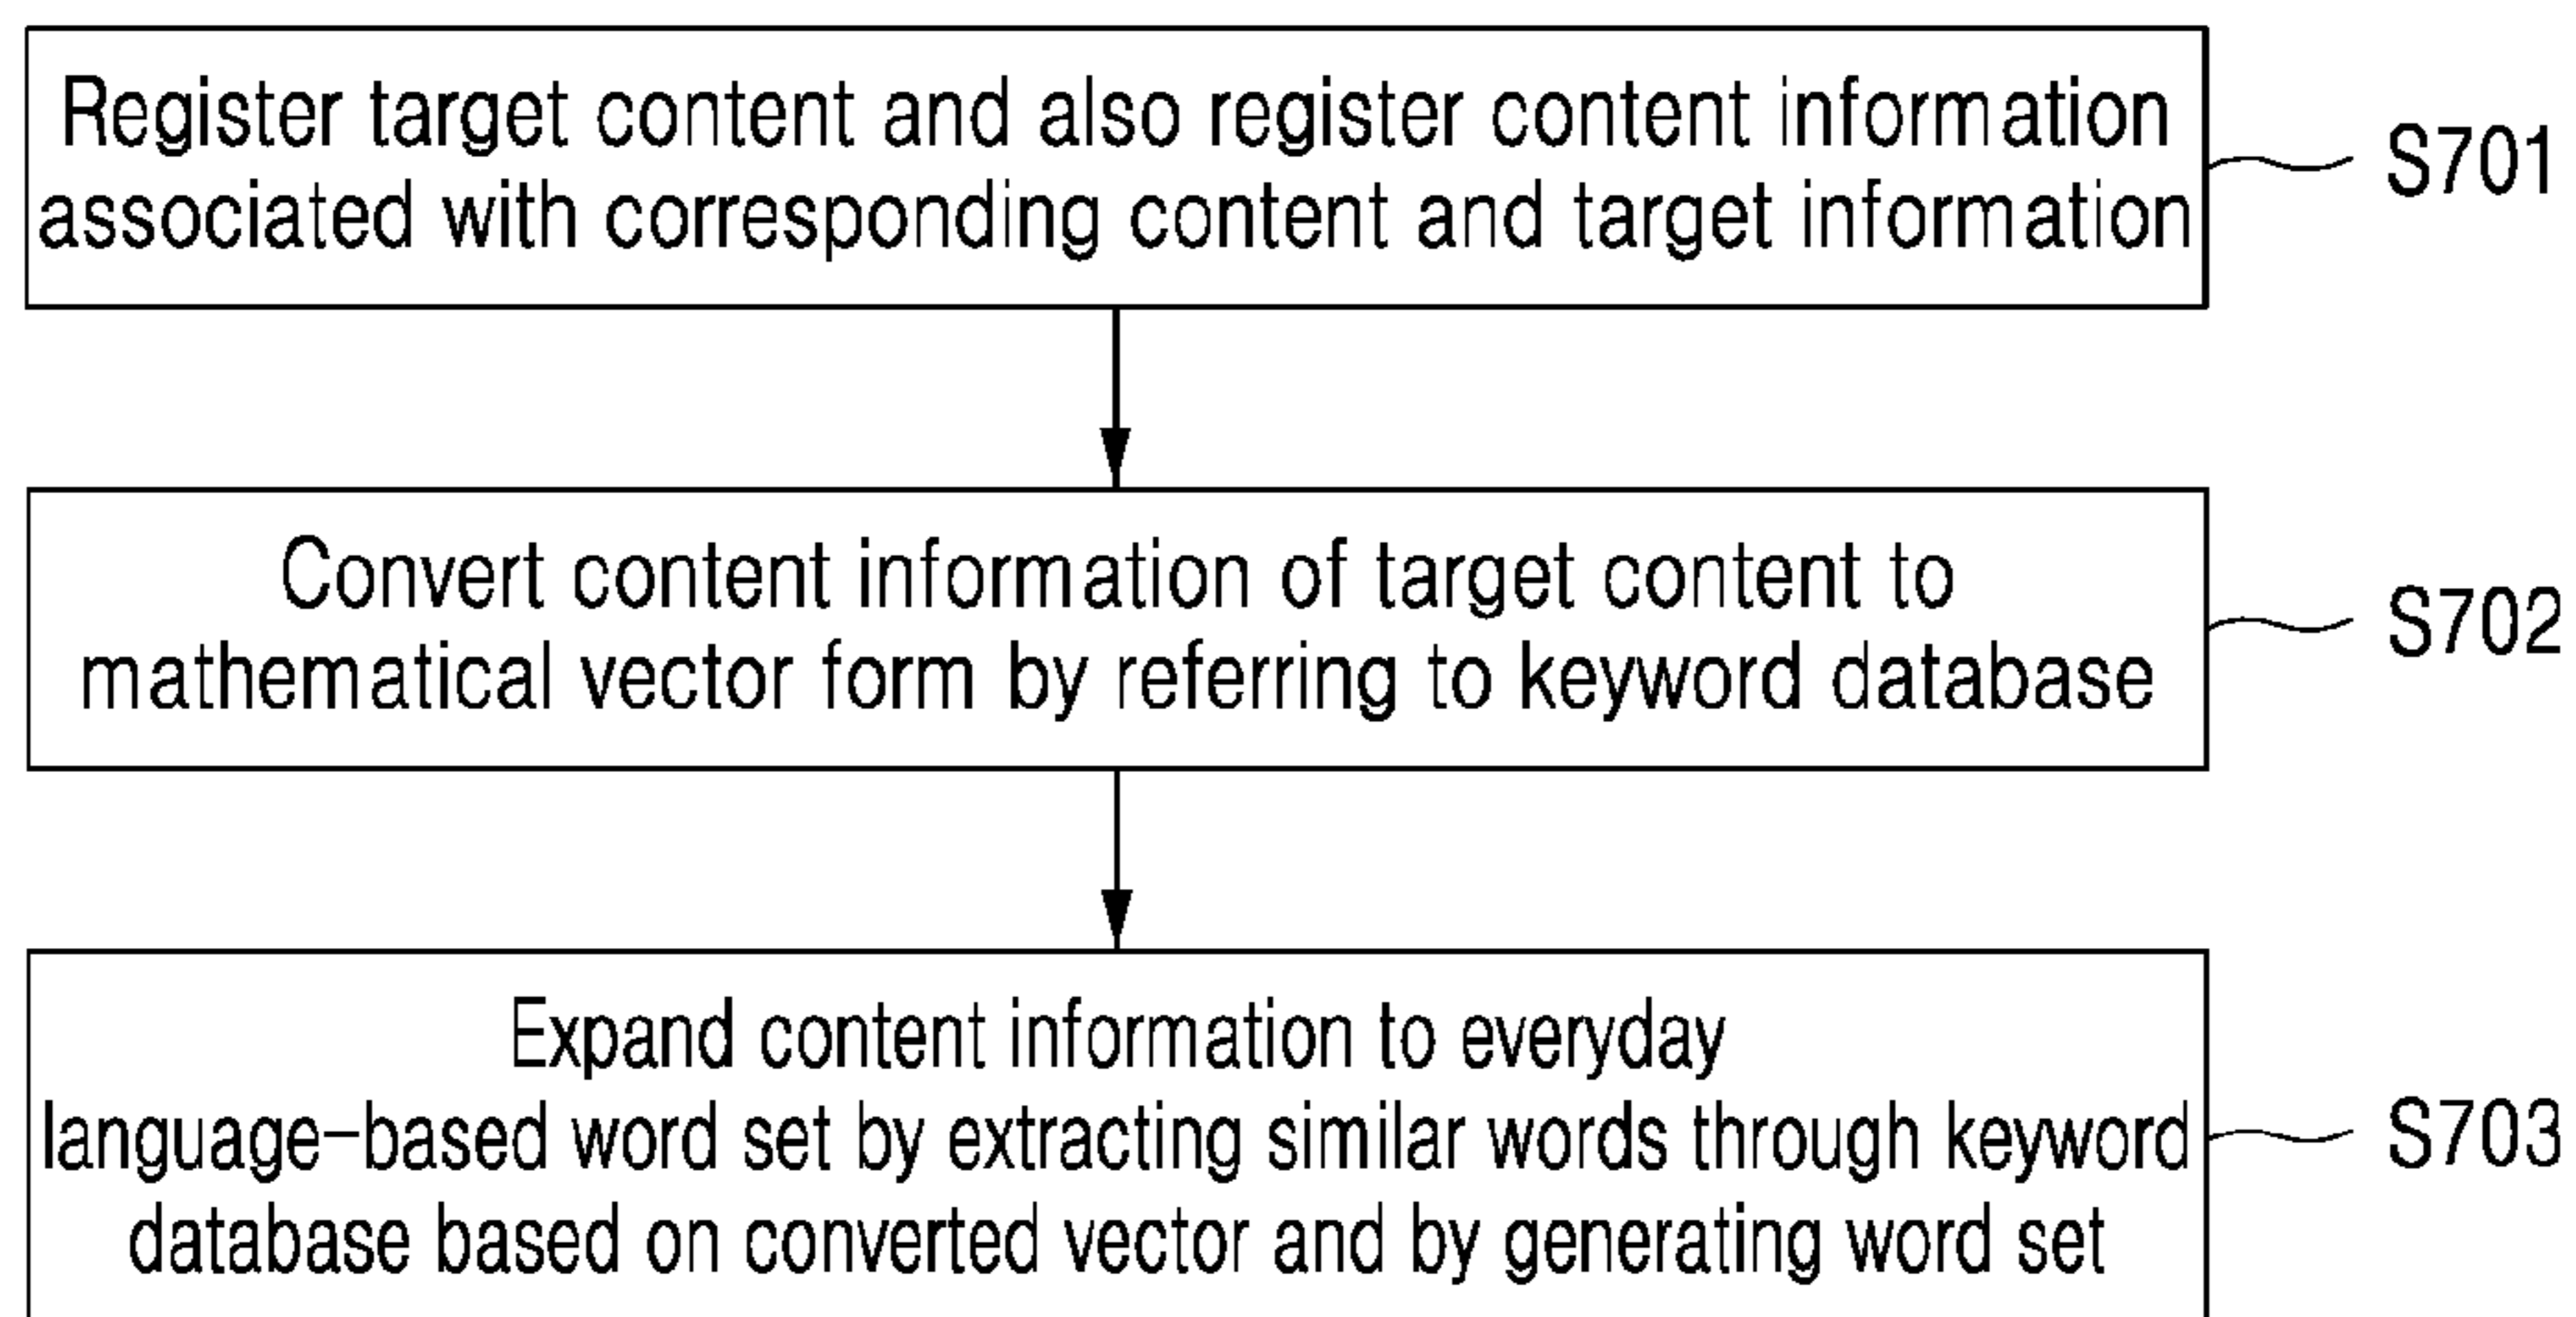 Register target content and also register content information
associated with corresponding content and target information
S701
Convert content information of target content to
mathematical vector form by referring to keyword database
S702
Expand content information to everyday
language-based word set by extracting similar words through keyword
database based on converted vector and by generating word set
S703